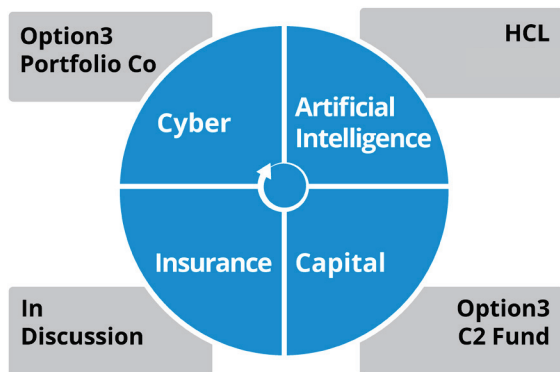 Option3
Portfolio Co
HCL
Cyber
Artificial
Intelligence
Insurance
Capital
In
Discussion
Option3
C2 Fund